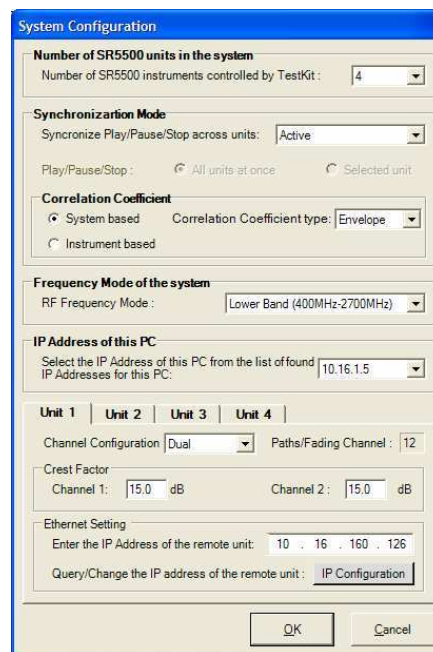 System Configuration
Number of SR5500 units in the system
Number of SR5500 instruments controlled by TestKit : 4
Synchronizartion Mode
Syncronize Play/Pause/Stop across units: Active
Play/Pause/Stop : All units at once Selected unit
Correlation Coefficient
System based Correlation Coefficient type: Envelope
Instrument based
Frequency Mode of the system
RF Frequency Mode : Lower Band (400MHz-2700MHz)
IP Address of this PC
Select the IP Address of this PC from the list of found
IP Addresses for this PC: 10.16.1.5
Unit 1 Unit 2 Unit 3 Unit 4
Channel Configuration Dual Paths/Fading Channel : 12
Crest Factor
Channel 1: 15.0 dB Channel 2 : 15.0 dB
Ethernet Setting
Enter the IP Address of the remote unit: 10 . 16 . 160 . 126
Query/Change the IP address of the remote unit : IP Configuration
OK Cancel